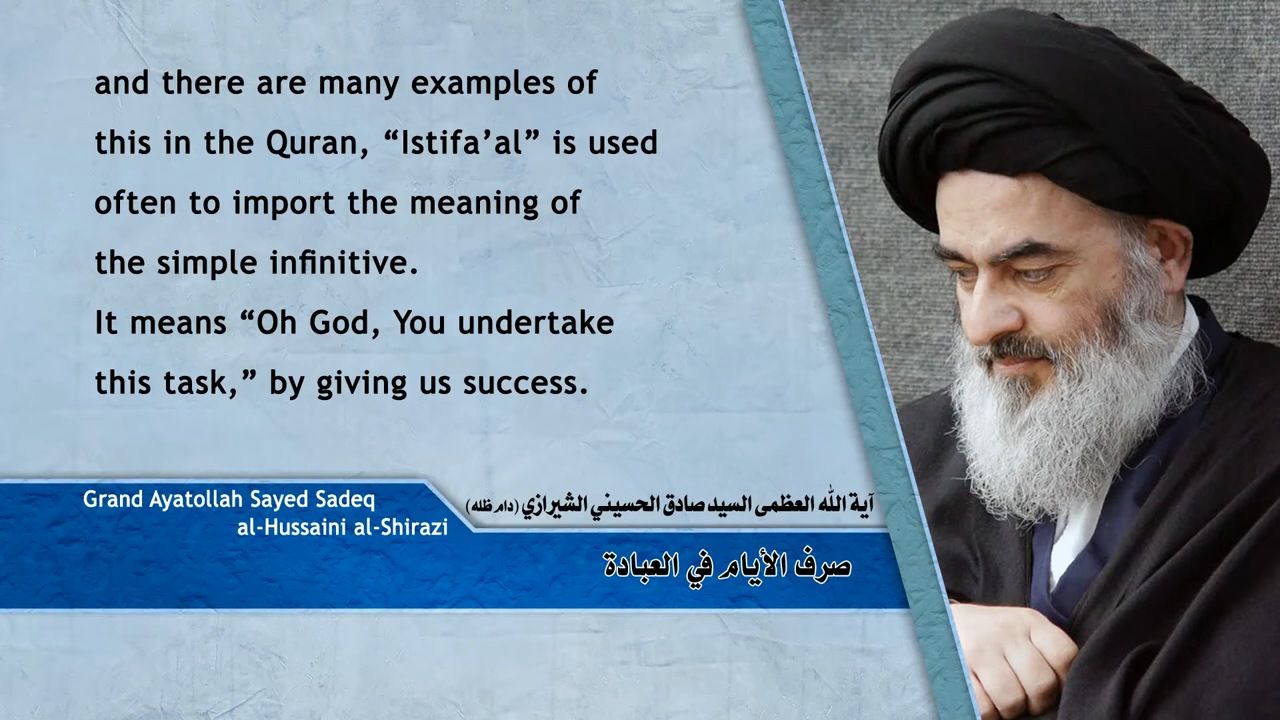 and there are many examples of
this in the Quran, “Istifa’al” is used
often to import the meaning of
the simple infinitive.
It means “Oh God, You undertake
this task,” by giving us success.
Grand Ayatollah Sayed Sadeq
al-Hussaini al-Shirazi
آية الله العظمى السيد صادق الحسيني الشيرازي (دام ظله)
صرف الأيام في العبادة